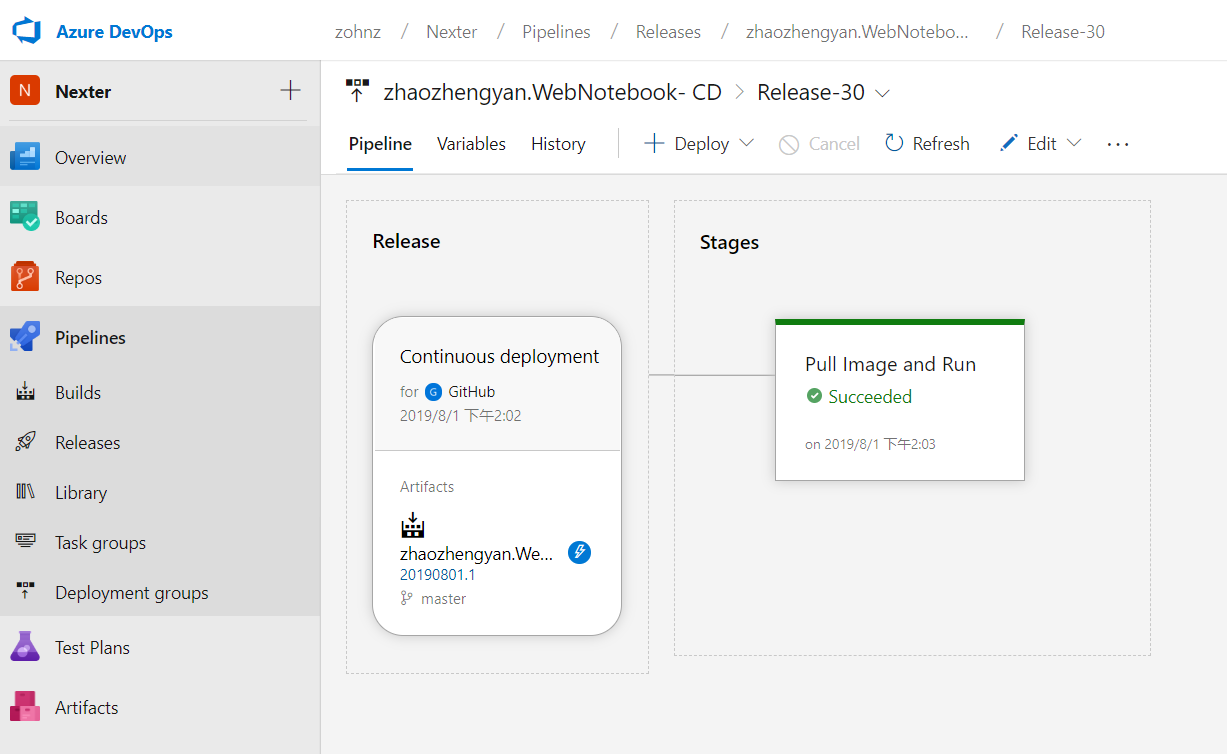 Azure DevOps
zohnz / Nexter / Pipelines / Releases / zhaozhengyan.WebNotebo... / Release-30
N Nexter
Overview
Boards
Repos
Pipelines
Builds
Releases
Library
Task groups
Deployment groups
Test Plans
Artifacts
zhaozhengyan.WebNotebook- CD > Release-30
Pipeline Variables History + Deploy Cancel Refresh Edit ...
Release
Continuous deployment
for G GitHub
2019/8/1 下午2:02
Artifacts
zhaozhengyan.We...
20190801.1
master
Stages
Pull Image and Run
Succeeded
on 2019/8/1 下午2:03